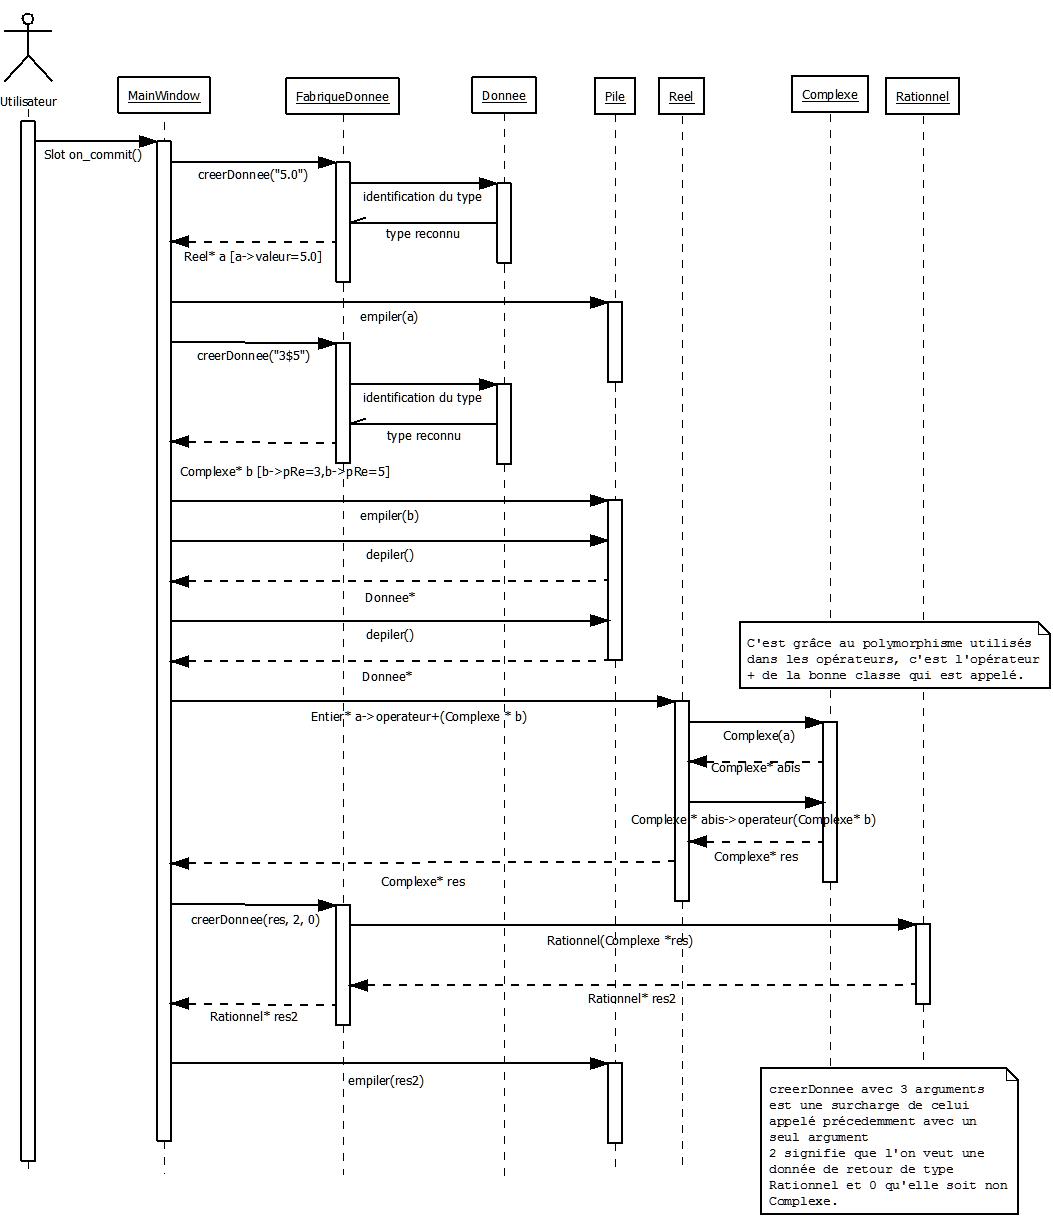 Utilisateur
MainWindow
FabriqueDonnee
Donnee
Pile
Reel
Complexe
Rationnel
Slot on_commit()
creerDonnee("5.0")
identification du type
type reconnu
Reel* a [a->valeur=5.0]
empiler(a)
creerDonnee("3$5")
identification du type
type reconnu
Complexe* b [b->pRe=3,b->pRe=5]
empiler(b)
depiler()
Donnee*
depiler()
Donnee*
C'est grâce au polymorphisme utilisés
dans les opérateurs, c'est l'opérateur
+ de la bonne classe qui est appelé.
Entier* a->operateur+(Complexe * b)
Complexe(a)
Complexe* abis
Complexe * abis->operateur(Complexe* b)
Complexe* res
Complexe* res
creerDonnee(res, 2, 0)
Rationnel(Complexe *res)
Rationnel* res2
Rationnel* res2
empiler(res2)
creerDonnee avec 3 arguments
est une surcharge de celui
appelé précedemment avec un
seul argument
2 signifie que l'on veut une
donnée de retour de type
Rationnel et 0 qu'elle soit non
Complexe.